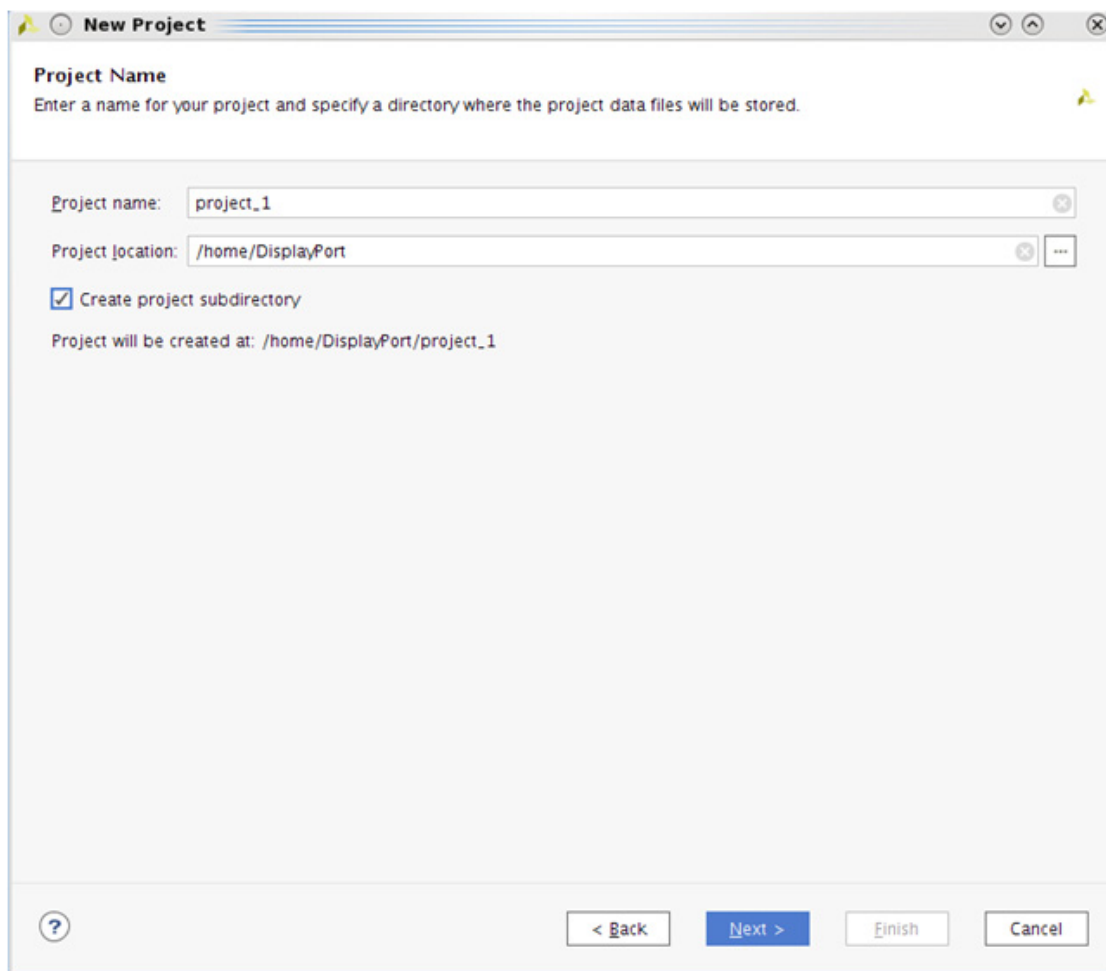 New Project
Project Name
Enter a name for your project and specify a directory where the project data files will be stored.
Project name: project_1
Project location: /home/DisplayPort ...
Create project subdirectory
Project will be created at: /home/DisplayPort/project_1
? < Back Next > Finish Cancel